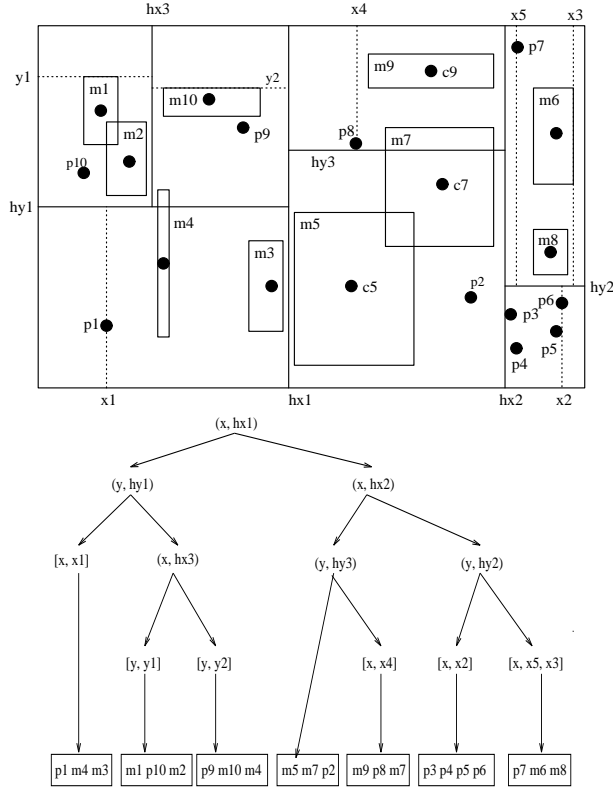 hx3
x4
x5 x3
y1
m1
m2
p10
m10
y2
p9
m9
c9
p7
m6
p8
hy3
m7
c7
hy1
m4
m3
m5
c5
p2
m8
hy2
p6
p3
p5
p4
p1
x1
hx1
hx2
x2
(x, hx1)
(y, hy1)
(x, hx2)
[x, x1]
(x, hx3)
(y, hy3)
(y, hy2)
[y, y1]
[y, y2]
[x, x4]
[x, x2]
[x, x5, x3]
p1 m4 m3
m1 p10 m2
p9 m10 m4
m5 m7 p2
m9 p8 m7
p3 p4 p5 p6
p7 m6 m8